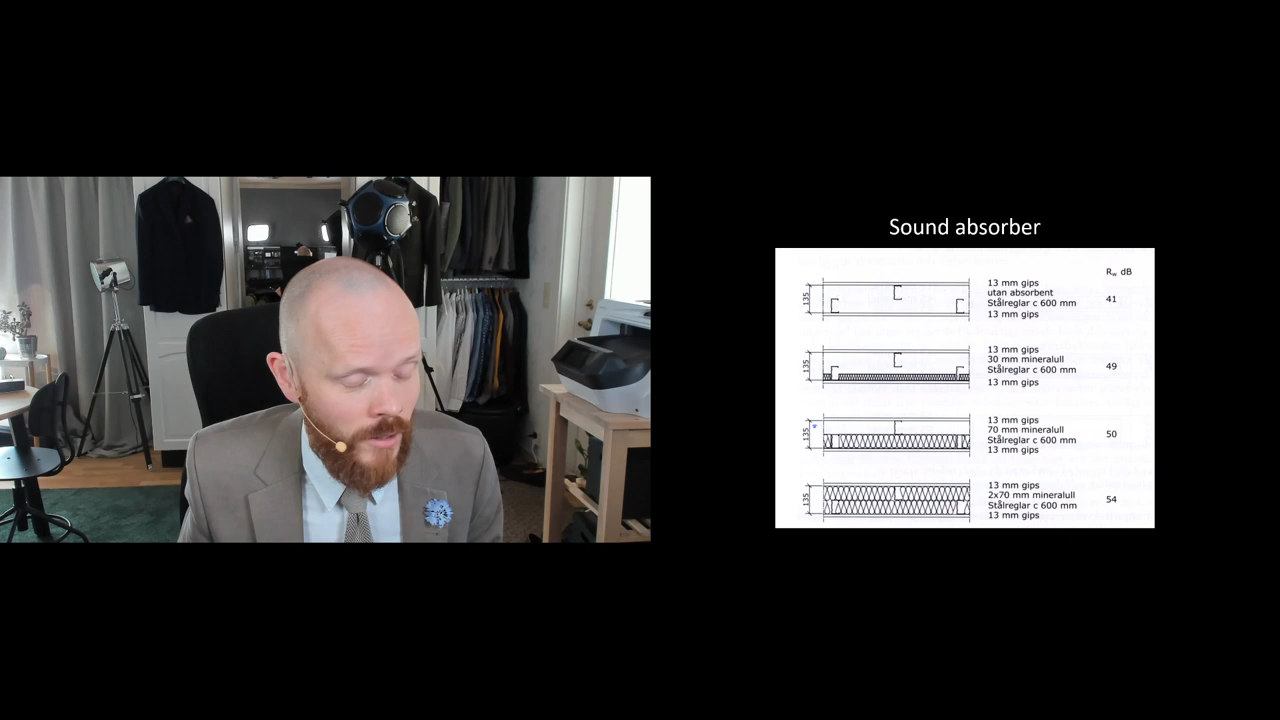 Sound absorber
Rw dB
13 mm gips
utan absorbent
Stålreglar c 600 mm
13 mm gips
135
41
13 mm gips
30 mm mineralull
Stålreglar c 600 mm
13 mm gips
135
49
13 mm gips
70 mm mineralull
Stålreglar c 600 mm
13 mm gips
135
50
13 mm gips
2x70 mm mineralull
Stålreglar c 600 mm
13 mm gips
135
54